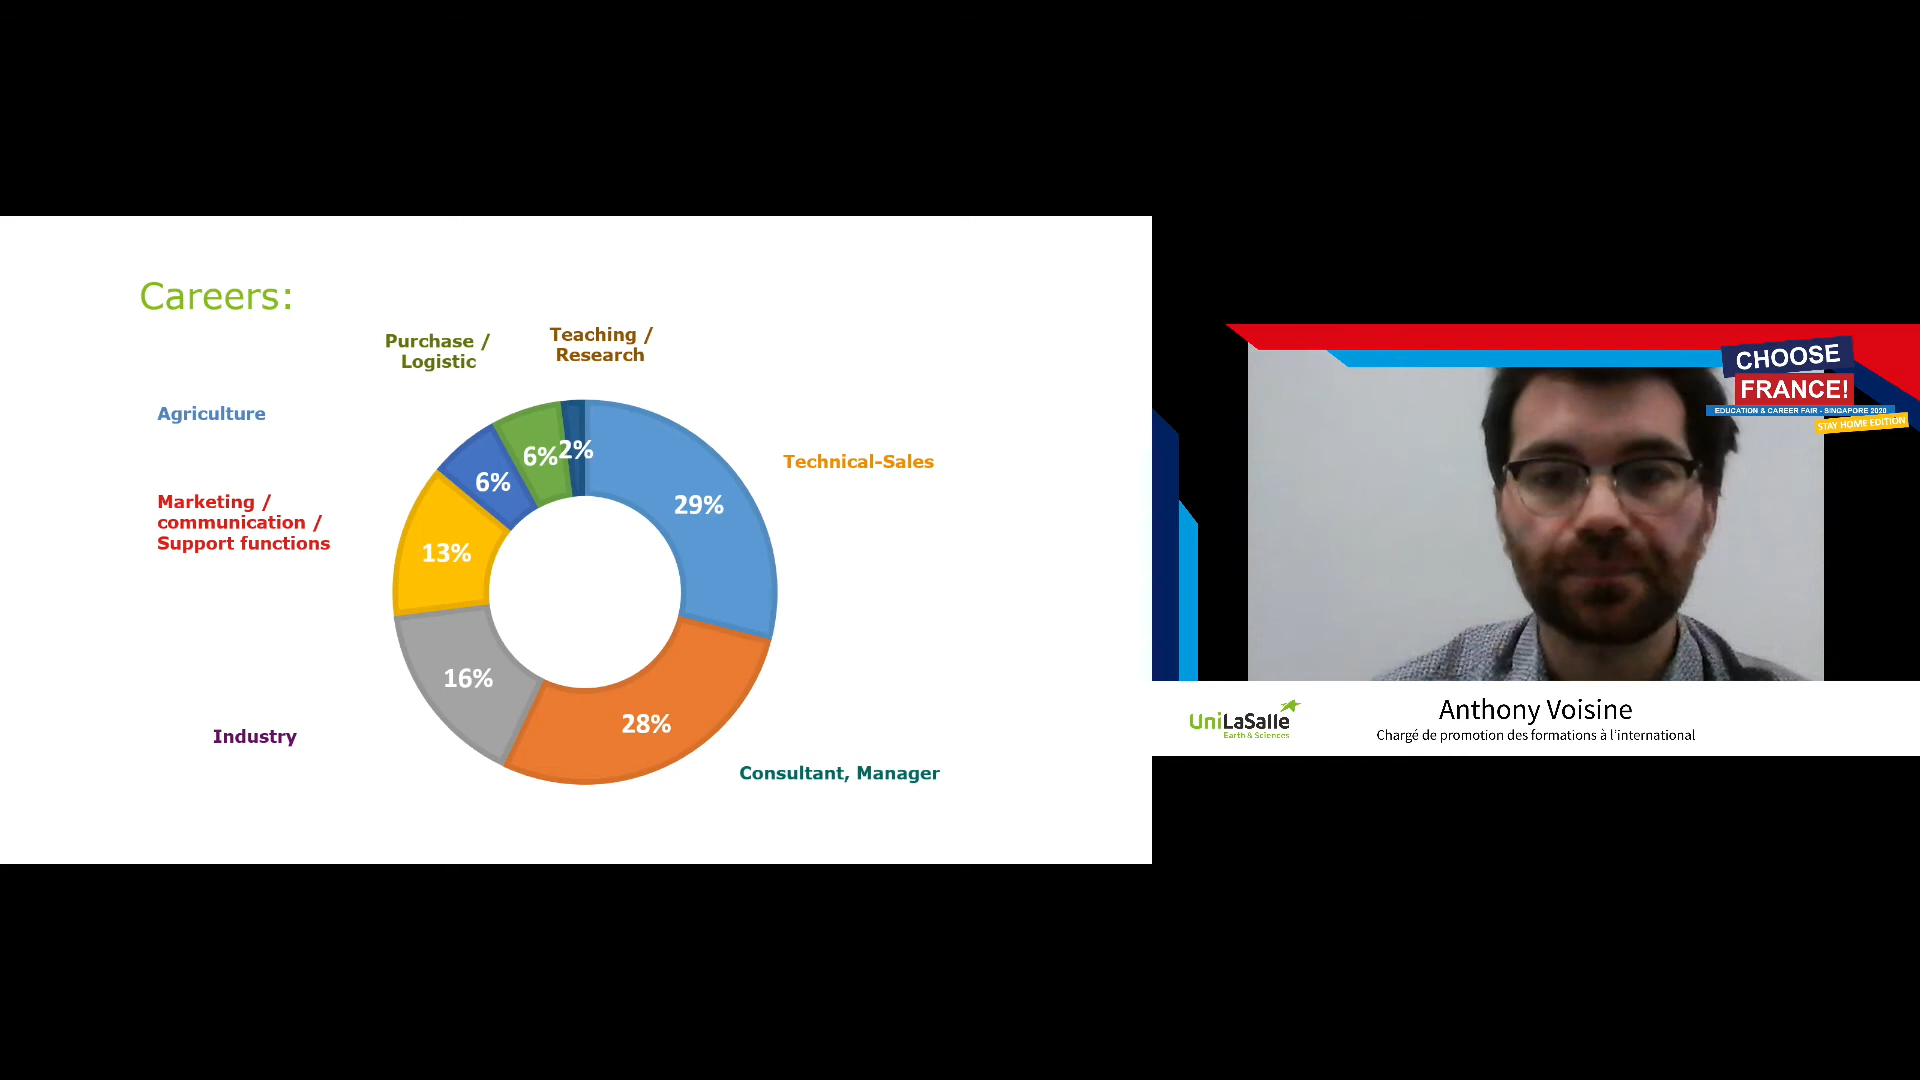 Careers:
Purchase /
Logistic
Teaching /
Research
Agriculture
Technical-Sales
Marketing /
communication /
Support functions
Industry
Consultant, Manager
29%
28%
16%
13%
6%
6%
2%
CHOOSE
FRANCE!
EDUCATION & CAREER FAIR - SINGAPORE 2020
STAY HOME EDITION
UniLaSalle
Earth & Sciences
Anthony Voisine
Chargé de promotion des formations à l'international